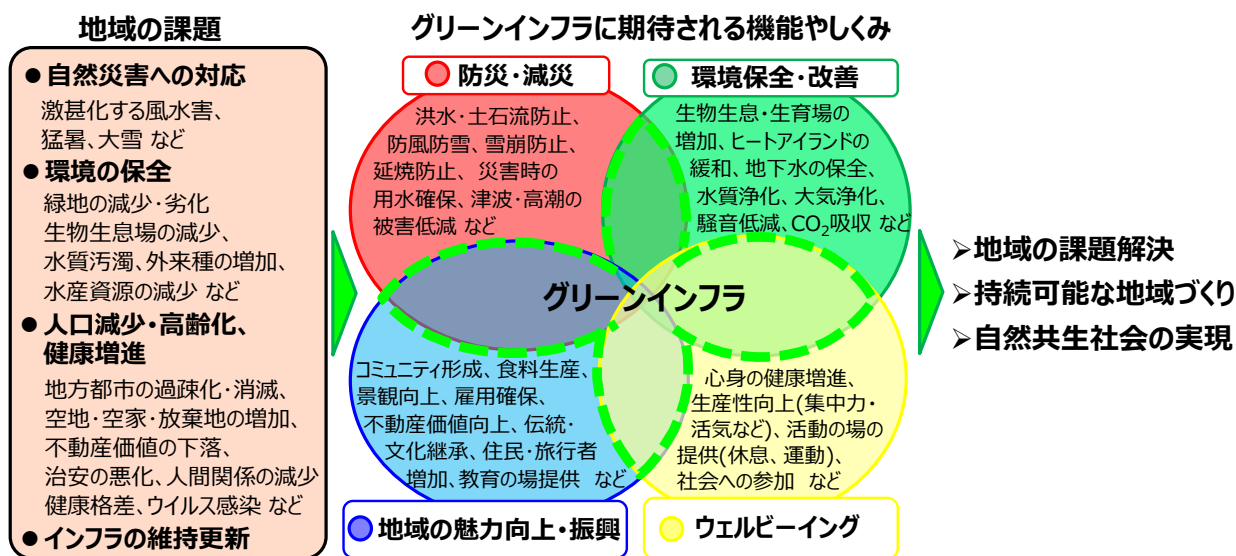 地域の課題
●自然災害への対応
激甚化する風水害、
猛暑、大雪 など
●環境の保全
緑地の減少・劣化
生物生息場の減少、
水質汚濁、外来種の増加、
水産資源の減少 など
●人口減少・高齢化、
健康増進
地方都市の過疎化・消滅、
空地・空家・放棄地の増加、
不動産価値の下落、
治安の悪化、人間関係の減少
健康格差、ウイルス感染 など
●インフラの維持更新
グリーンインフラに期待される機能やしくみ
防災・減災
洪水・土石流防止、
防風防雪、雪崩防止、
延焼防止、災害時の
用水確保、津波・高潮の
被害低減 など
環境保全・改善
生物生息・生育場の
増加、ヒートアイランドの
緩和、地下水の保全、
水質浄化、大気浄化、
騒音低減、CO₂吸収 など
グリーンインフラ
コミュニティ形成、食料生産、
景観向上、雇用確保、
不動産価値向上、伝統・
文化継承、住民・旅行者
増加、教育の場提供 など
地域の魅力向上・振興
心身の健康増進、
生産性向上(集中力・
活気など)、活動の場の
提供(休息、運動)、
社会への参加 など
ウェルビーイング
➢地域の課題解決
➢持続可能な地域づくり
➢自然共生社会の実現